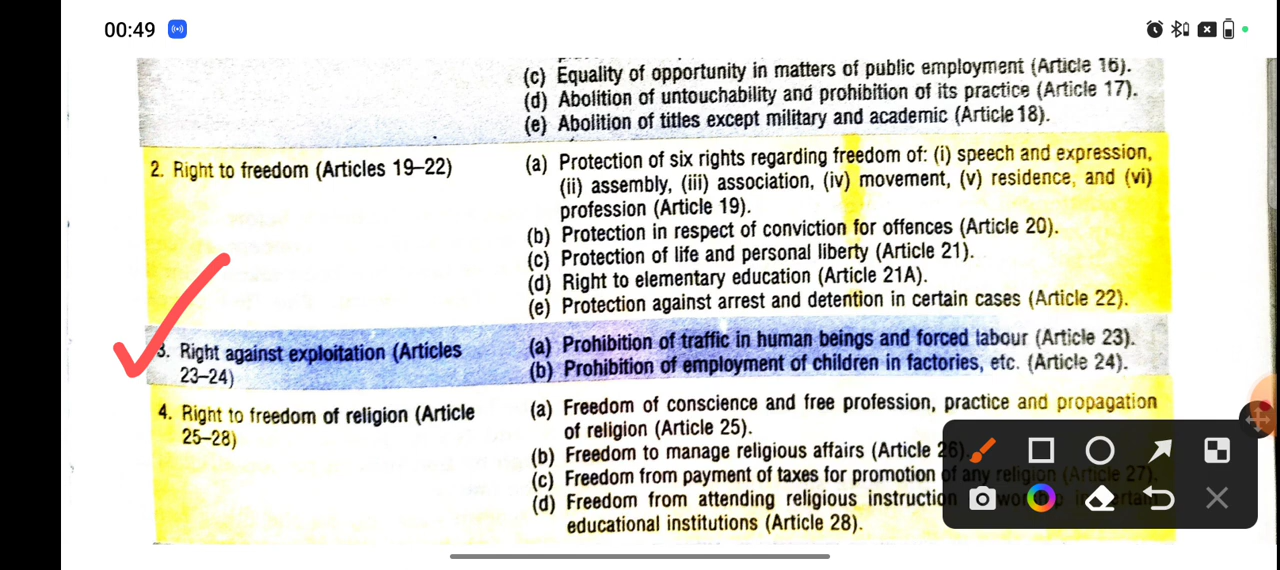 00:49
(c) Equality of opportunity in matters of public employment (Article 16).
(d) Abolition of untouchability and prohibition of its practice (Article 17).
(e) Abolition of titles except military and academic (Article 18).
2. Right to freedom (Articles 19–22)
(a) Protection of six rights regarding freedom of: (i) speech and expression,
(ii) assembly, (iii) association, (iv) movement, (v) residence, and (vi)
profession (Article 19).
(b) Protection in respect of conviction for offences (Article 20).
(c) Protection of life and personal liberty (Article 21).
(d) Right to elementary education (Article 21A).
(e) Protection against arrest and detention in certain cases (Article 22).
3. Right against exploitation (Articles
23–24)
(a) Prohibition of traffic in human beings and forced labour (Article 23).
(b) Prohibition of employment of children in factories, etc. (Article 24).
4. Right to freedom of religion (Article
25–28)
(a) Freedom of conscience and free profession, practice and propagation
of religion (Article 25).
(b) Freedom to manage religious affairs (Article 26).
(c) Freedom from payment of taxes for promotion of any religion (Article 27).
(d) Freedom from attending religious instruction
educational institutions (Article 28).